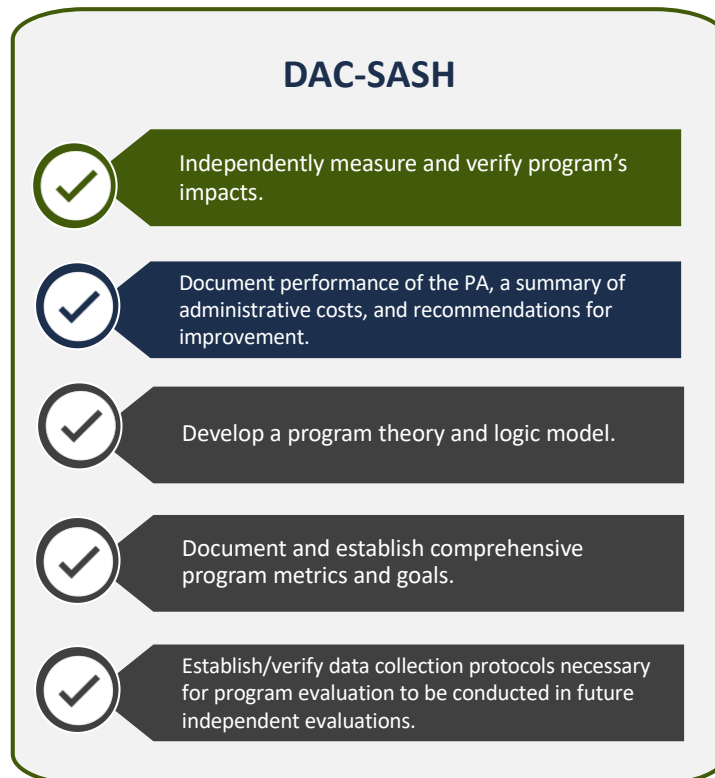 DAC-SASH
Independently measure and verify program’s
impacts.
Document performance of the PA, a summary of
administrative costs, and recommendations for
improvement.
Develop a program theory and logic model.
Document and establish comprehensive
program metrics and goals.
Establish/verify data collection protocols necessary
for program evaluation to be conducted in future
independent evaluations.